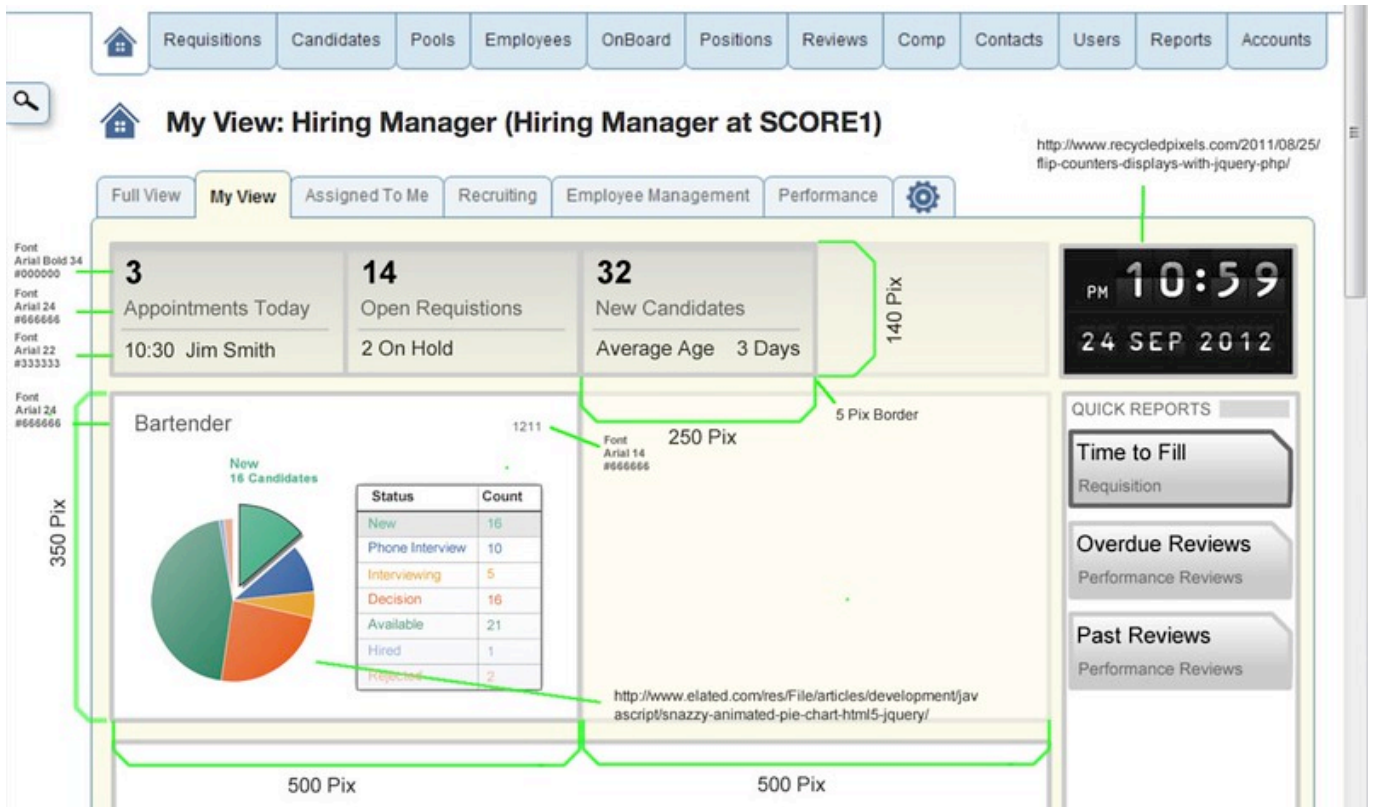 Requisitions Candidates Pools Employees OnBoard Positions Reviews Comp Contacts Users Reports Accounts
My View: Hiring Manager (Hiring Manager at SCORE1)
http://www.recycledpixels.com/2011/08/25/
flip-counters-displays-with-jquery-php/
Full View My View Assigned To Me Recruiting Employee Management Performance
Font
Arial Bold 34
#000000
Font
Arial 24
#666666
Font
Arial 22
#333333
3
Appointments Today
10:30 Jim Smith
14
Open Requistions
2 On Hold
32
New Candidates
Average Age 3 Days
140 Pix
PM 10:59
24 SEP 2012
Font
Arial 24
#666666
350 Pix
Bartender
1211
Font
Arial 14
#666666
250 Pix
5 Pix Border
New
16 Candidates
Status Count
New 16
Phone Interview 10
Interviewing 5
Decision 16
Available 21
Hired 1
Rejected 2
http://www.elated.com/res/File/articles/development/jav
ascript/snazzy-animated-pie-chart-html5-jquery/
QUICK REPORTS
Time to Fill
Requisition
Overdue Reviews
Performance Reviews
Past Reviews
Performance Reviews
500 Pix
500 Pix